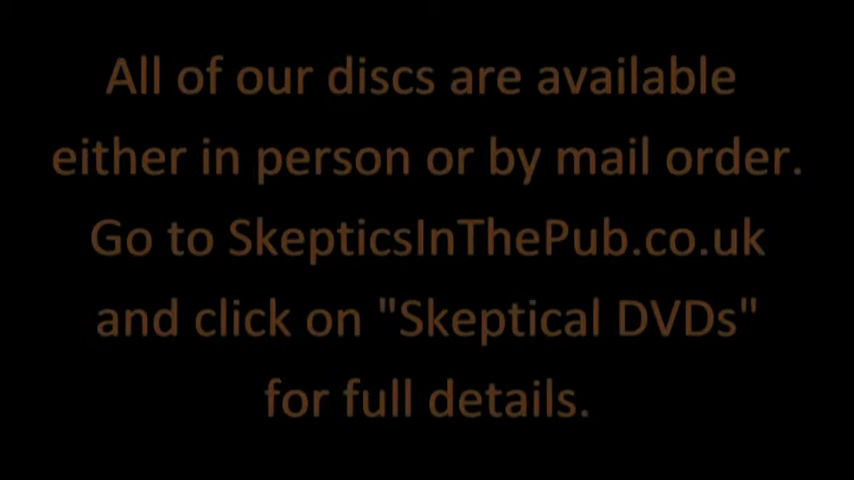 All of our discs are available
either in person or by mail order.
Go to SkepticsInThePub.co.uk
and click on "Skeptical DVDs"
for full details.